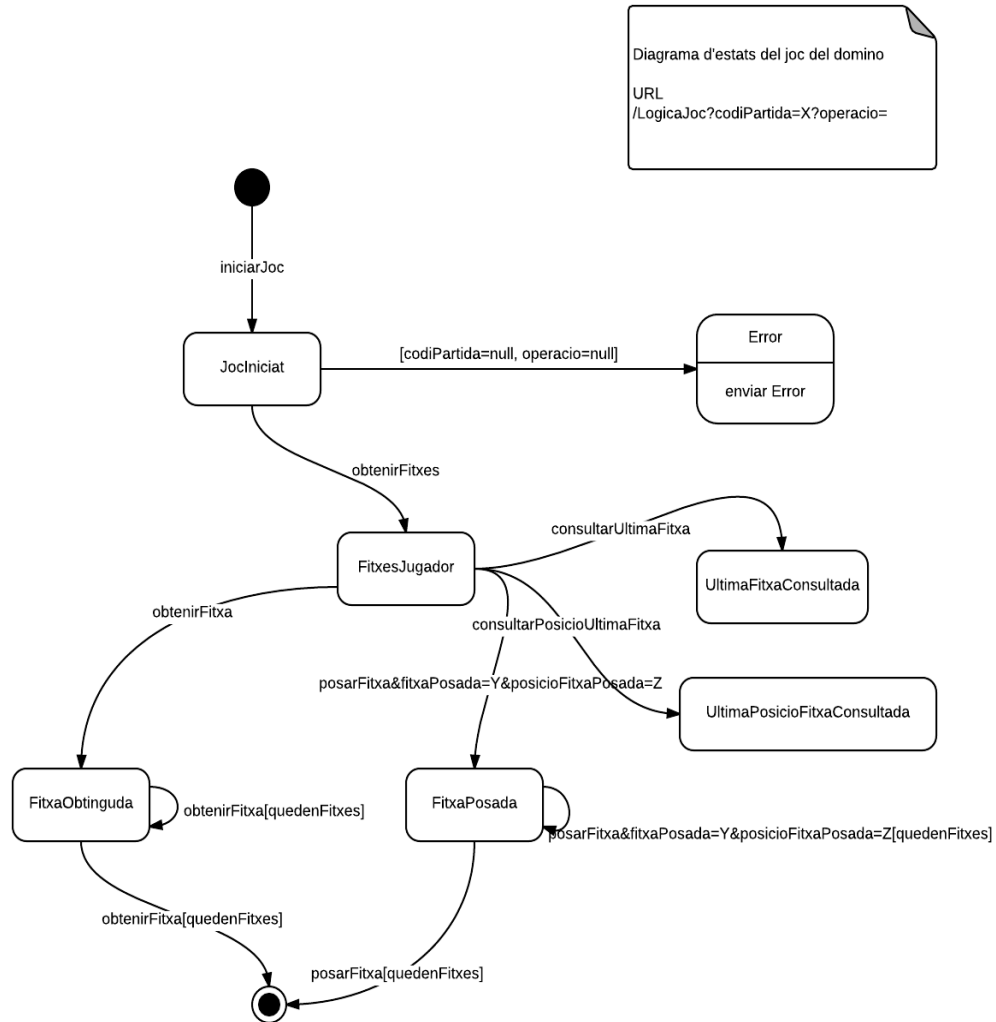 Diagrama d'estats del joc del domino
URL
/LogicaJoc?codiPartida=X?operacio=
iniciarJoc
JocIniciat
[codiPartida=null, operacio=null]
Error
enviar Error
obtenirFitxes
FitxesJugador
consultarUltimaFitxa
UltimaFitxaConsultada
obtenirFitxa
consultarPosicioUltimaFitxa
posarFitxa&fitxaPosada=Y&posicioFitxaPosada=Z
UltimaPosicioFitxaConsultada
FitxaObtinguda
obtenirFitxa[quedenFitxes]
FitxaPosada
posarFitxa&fitxaPosada=Y&posicioFitxaPosada=Z[quedenFitxes]
obtenirFitxa[quedenFitxes]
posarFitxa[quedenFitxes]